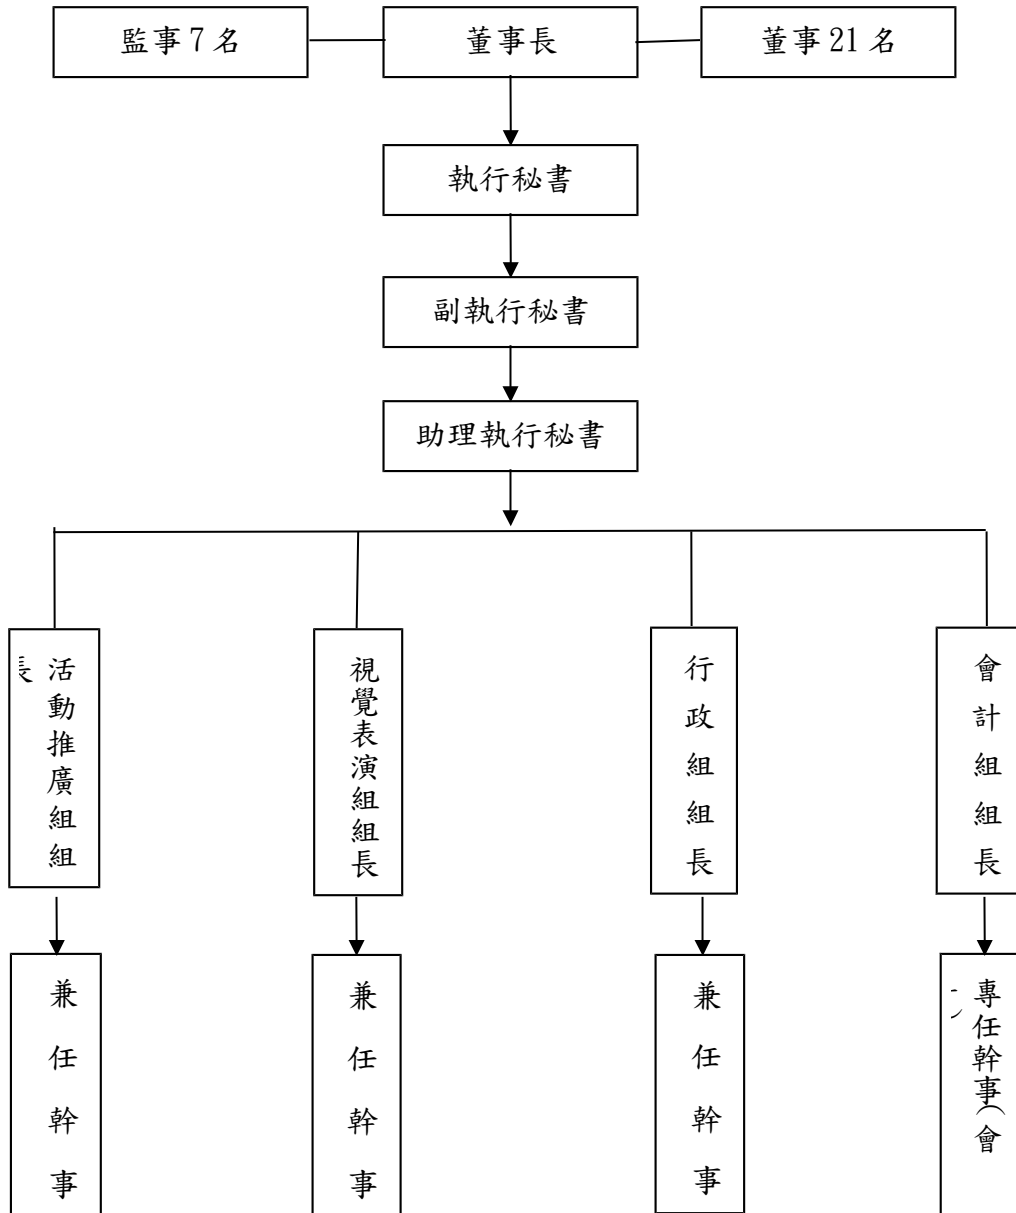 監事7名
董事長
董事21名
執行秘書
副執行秘書
助理執行秘書
活動推廣組組
長
視覺表演組組長
行政組組長
會計組組長
兼任幹事
兼任幹事
兼任幹事
專任幹事(會